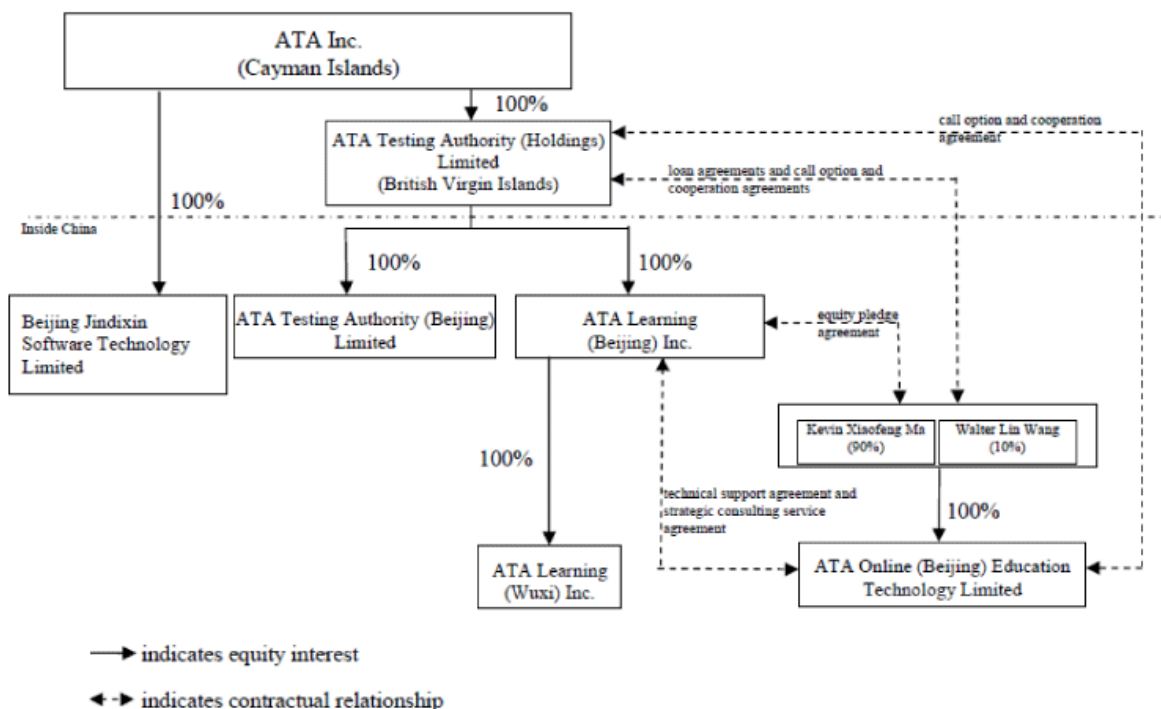 ATA Inc.
(Cayman Islands)
100%
ATA Testing Authority (Holdings)
Limited
(British Virgin Islands)
call option and cooperation
agreement
loan agreements and call option and
cooperation agreements
100%
Inside China
100%
100%
Beijing Jindixin
Software Technology
Limited
ATA Testing Authority (Beijing)
Limited
ATA Learning
(Beijing) Inc.
equity pledge
agreement
Kevin Xiaofeng Ma
(90%)
Walter Lin Wang
(10%)
100%
technical support agreement and
strategic consulting service
agreement
100%
ATA Learning
(Wuxi) Inc.
ATA Online (Beijing) Education
Technology Limited
indicates equity interest
indicates contractual relationship